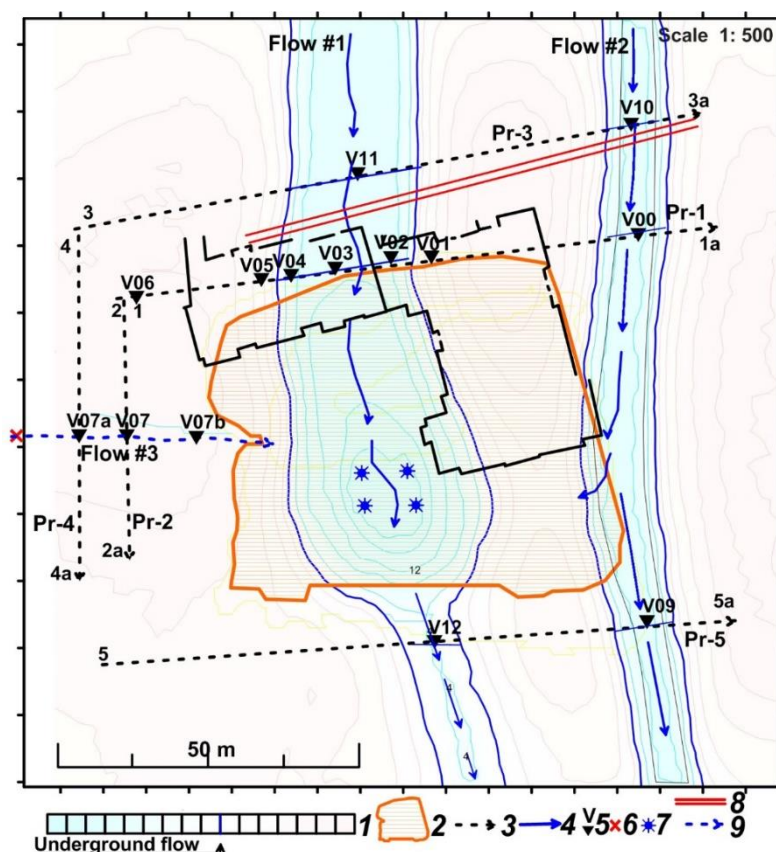 Flow #1
Flow #2
Scale 1: 500
V10
3a
Pr-3
V11
3
4
V00
Pr-1
1a
V02
V01
V03
V04
V05
V06
2
1
V07a
V07
V07b
Flow #3
Pr-4
Pr-2
2a
4a
12
V09
5a
V12
Pr-5
5
4
4
50 m
1
2
3
4
V
5
6
7
8
9
Underground flow